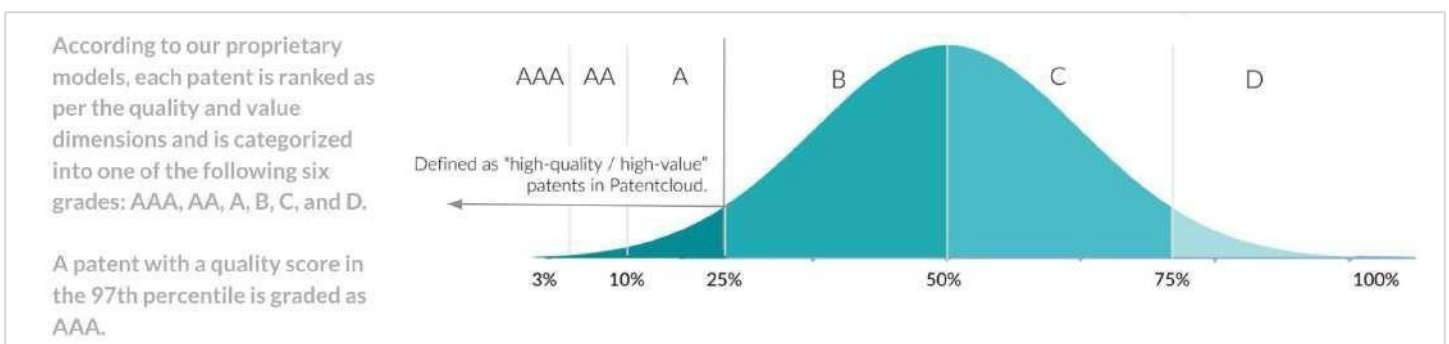 According to our proprietary
models, each patent is ranked as
per the quality and value
dimensions and is categorized
into one of the following six
grades: AAA, AA, A, B, C, and D.
A patent with a quality score in
the 97th percentile is graded as
AAA.
AAA AA A B C D
Defined as "high-quality / high-value"
patents in Patentcloud.
3% 10% 25% 50% 75% 100%